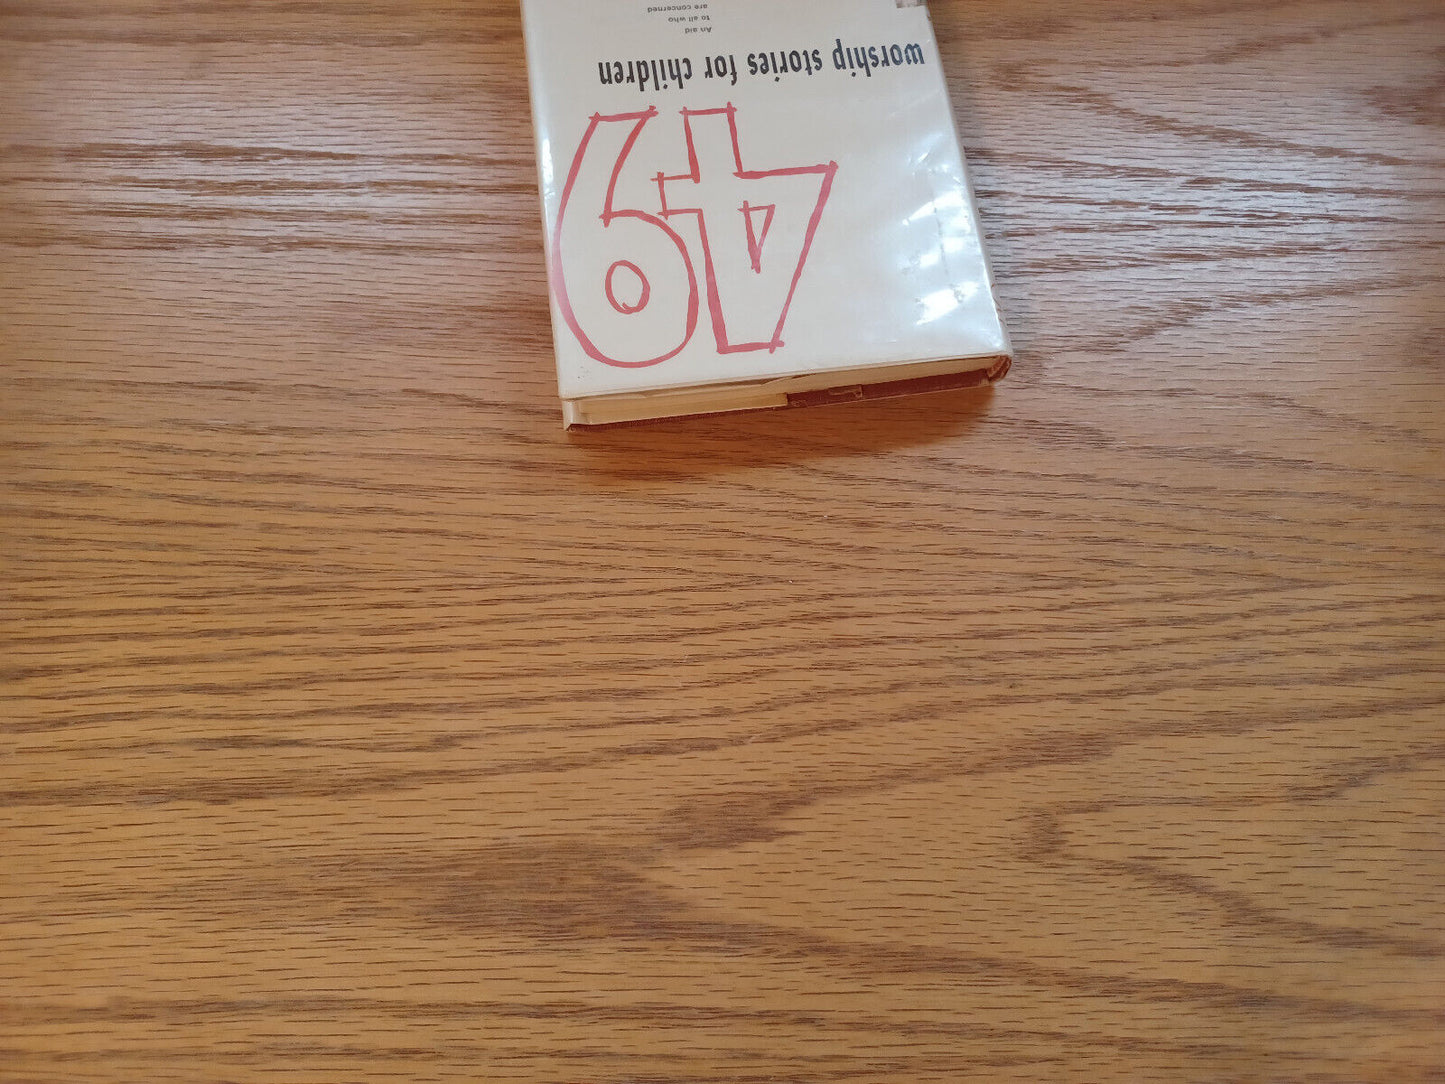 49
worship stories for children
An aid
to all who
are concerned